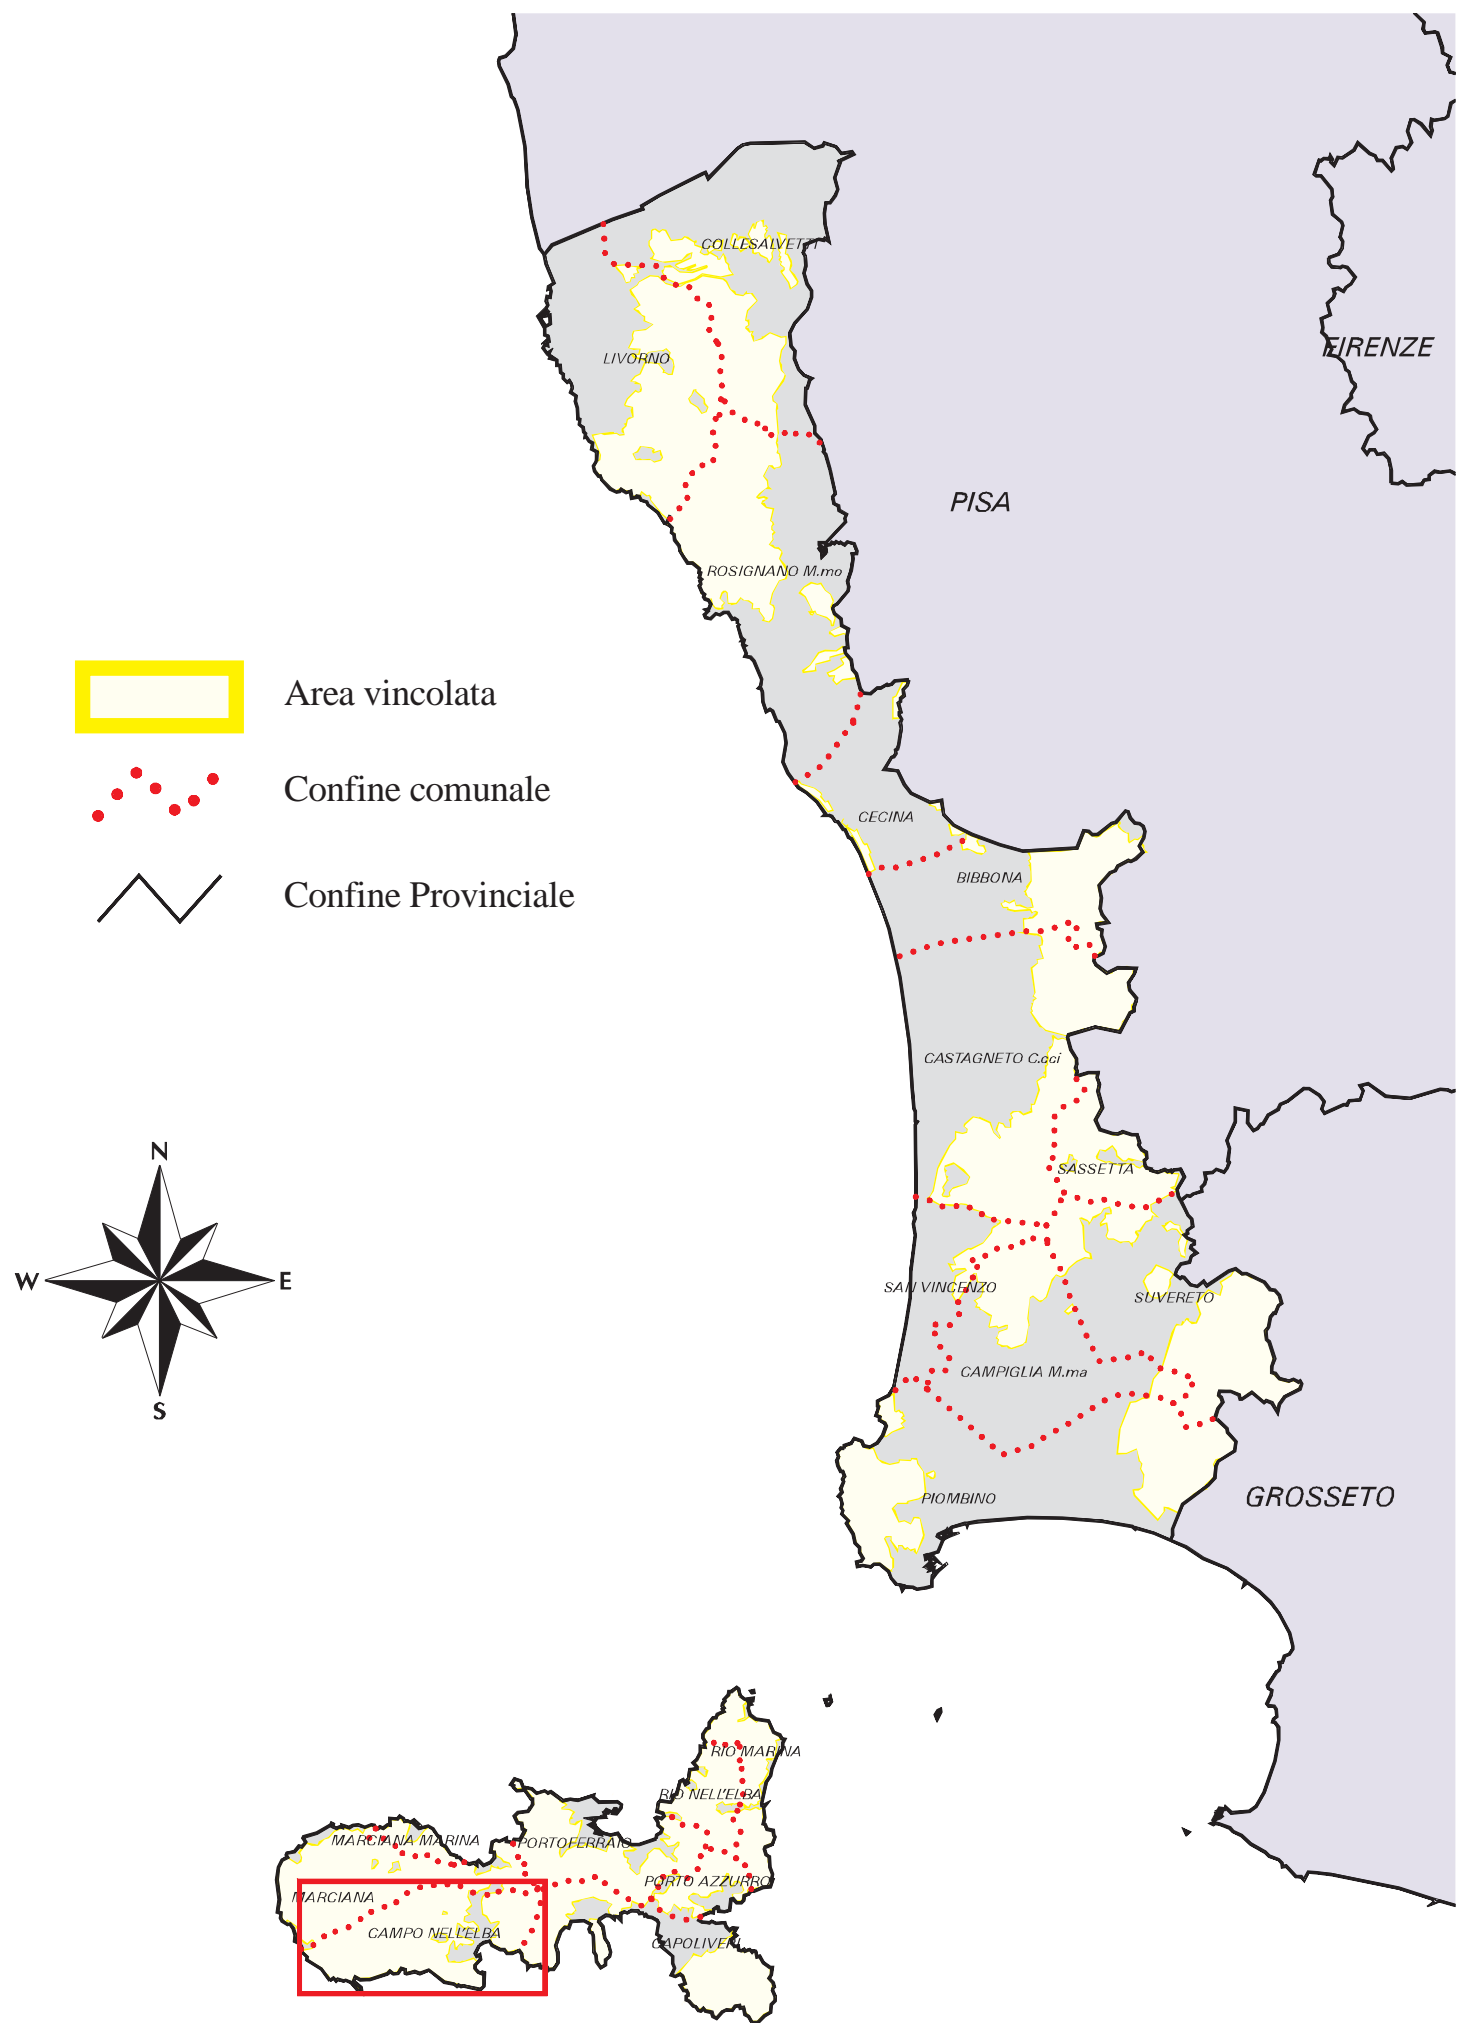 COLLESALVETTI
FIRENZE
LIVORNO
PISA
ROSIGNANO M.mo
Area vincolata
Confine comunale
CECINA
BIBBONA
Confine Provinciale
CASTAGNETO C.cci
N
SASSETTA
W
E
SAN VINCENZO
SUVERETO
CAMPIGLIA M.ma
S
PIOMBINO
GROSSETO
RIO MARINA
RIO NELL'ELBA
MARCIANA MARINA
PORTOFERRAIO
PORTO AZZURRO
MARCIANA
CAMPO NELL'ELBA
CAPOLIVERI